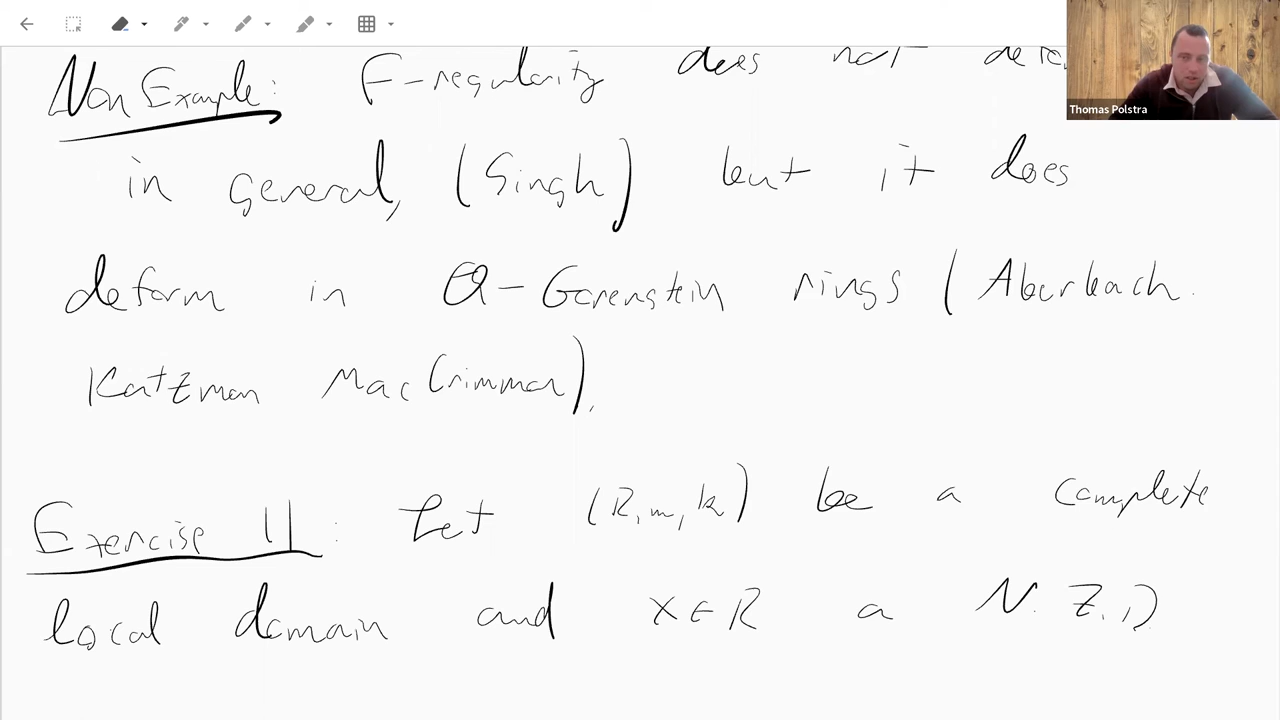 Non Example: F-regularity does not
in general, (Singh) but it does
deform in Q-Gorenstein rings (Aberbach
Katzman MacCrimmon).
Exercise 11: Let (R,m,k) be a complete
local domain and x∈R a N.Z.D
Thomas Polstra